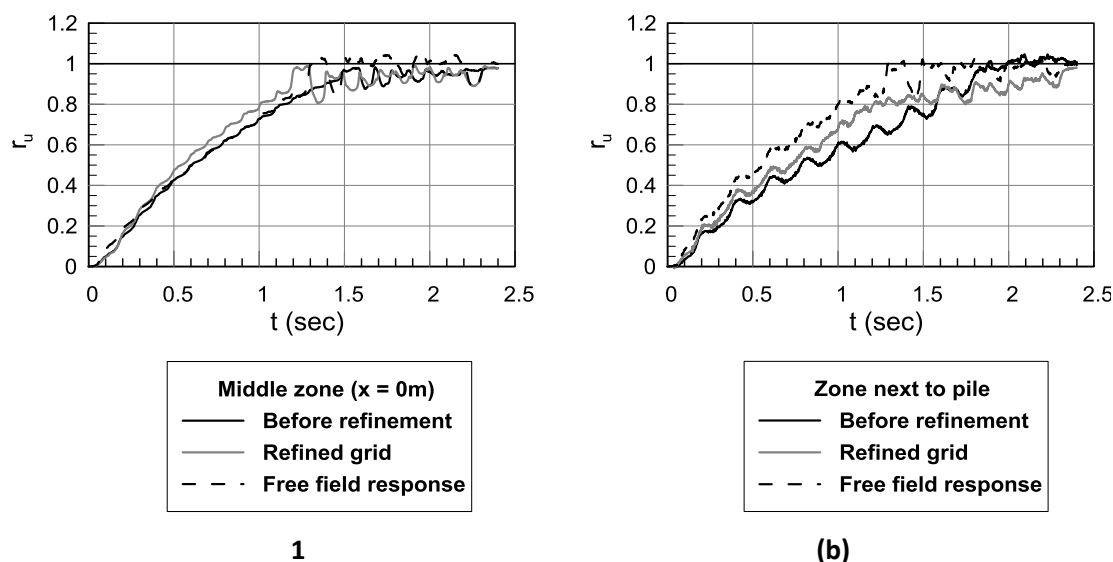 1.2
1
0.8
0.6
0.4
0.2
0
r_u
0 0.5 1 1.5 2 2.5
t (sec)
Middle zone (x = 0m)
Before refinement
Refined grid
Free field response
1
1.2
1
0.8
0.6
0.4
0.2
0
r_u
0 0.5 1 1.5 2 2.5
t (sec)
Zone next to pile
Before refinement
Refined grid
Free field response
(b)